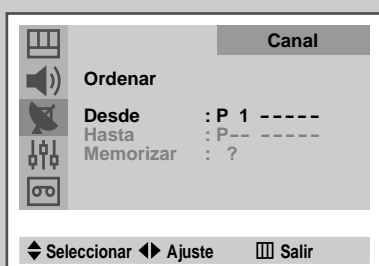 Canal
Ordenar
Desde : P 1 -----
Hasta : P-- -----
Memorizar : ?
Seleccionar Ajuste Salir